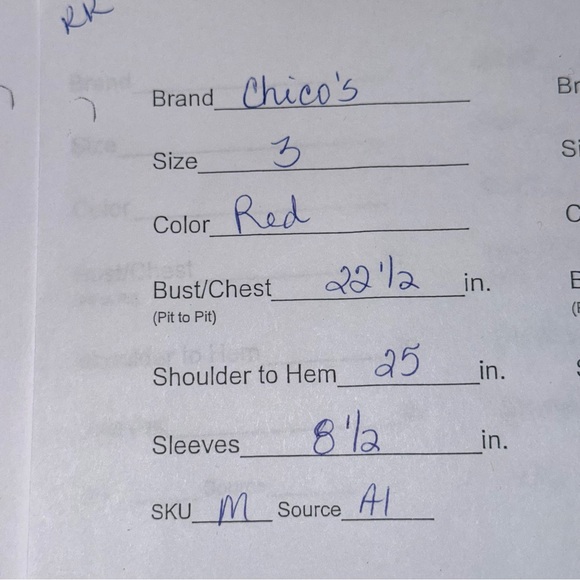 RR
Brand Chico's
Size 3
Color Red
Bust/Chest 22 1/2 in.
(Pit to Pit)
Shoulder to Hem 25 in.
Sleeves 8 1/2 in.
SKU M Source A1